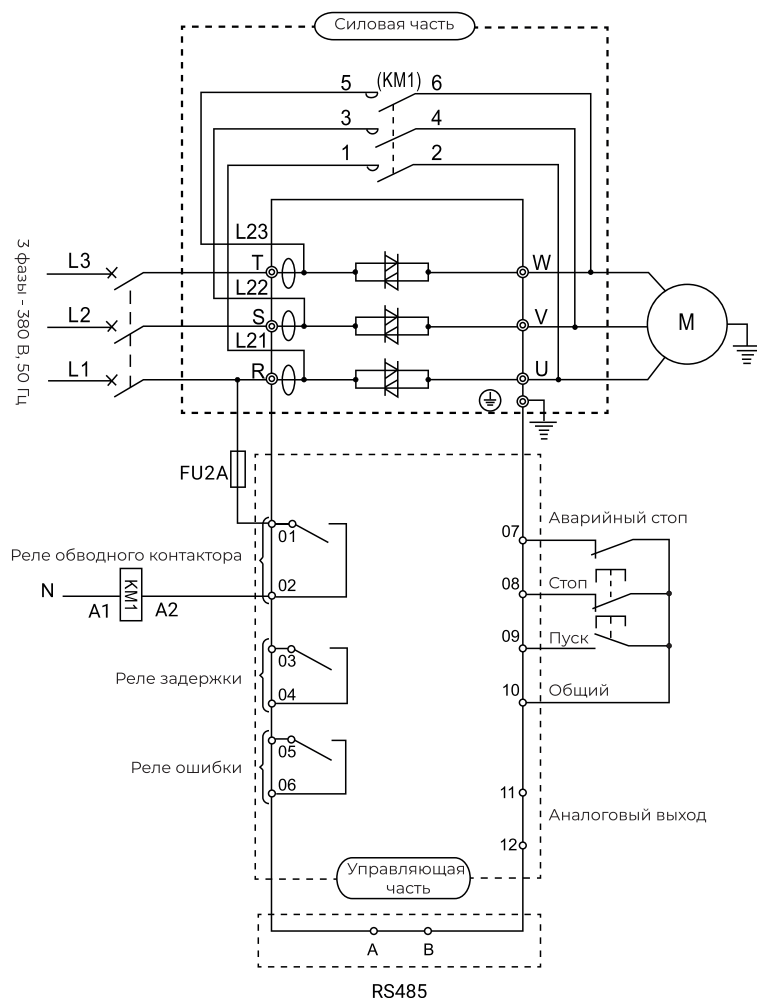 Силовая часть
5 (KM1) 6
3 4
1 2
L23
T W
L22
S V
L21
R U
L3
L2
L1
3 фазы ~ 380 В, 50 Гц
M
FU2A
01
Реле обводного контактора
02
N
A1 KM1 A2
03
Реле задержки
04
05
Реле ошибки
06
07 Аварийный стоп
08 Стоп
09 Пуск
10 Общий
11
Аналоговый выход
12
Управляющая
часть
A B
RS485